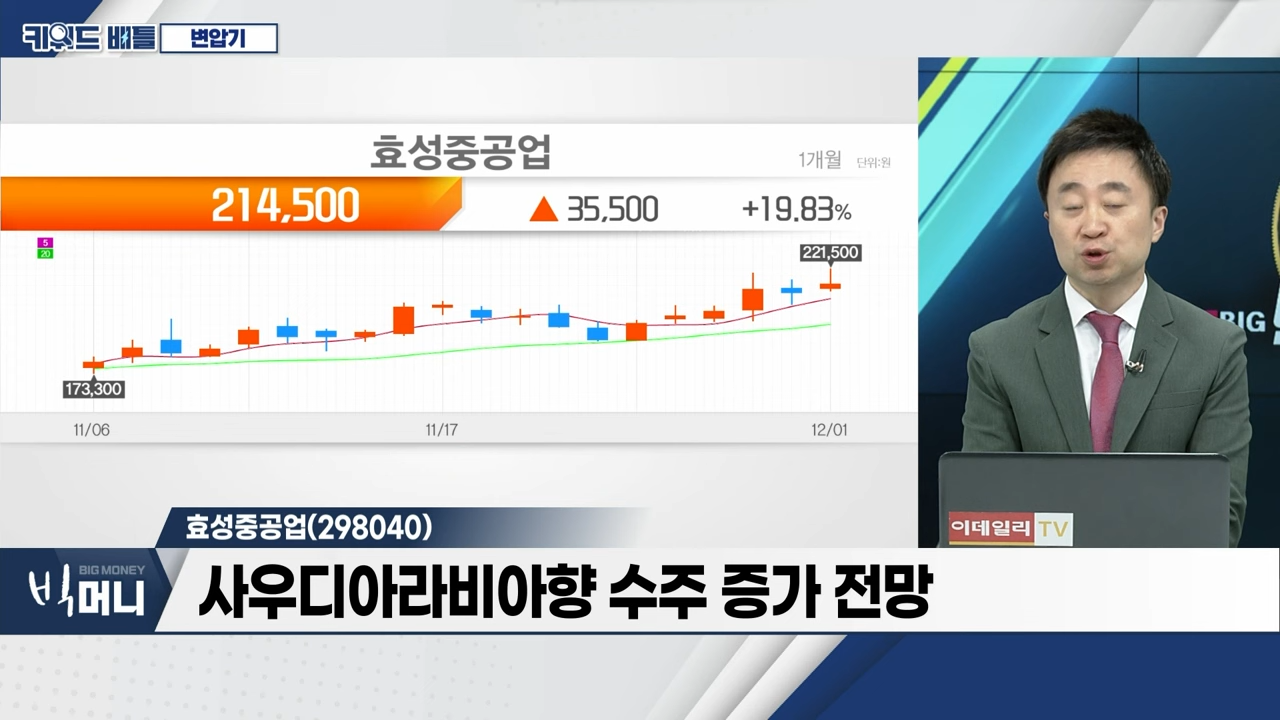 키워드 배틀 변압기
효성중공업
1개월 단위:원
214,500 ▲ 35,500 +19.83%
5
20
221,500
173,300
11/06 11/17 12/01
BIG
이데일리 TV
효성중공업(298040)
BIG MONEY
빅머니
사우디아라비아향 수주 증가 전망